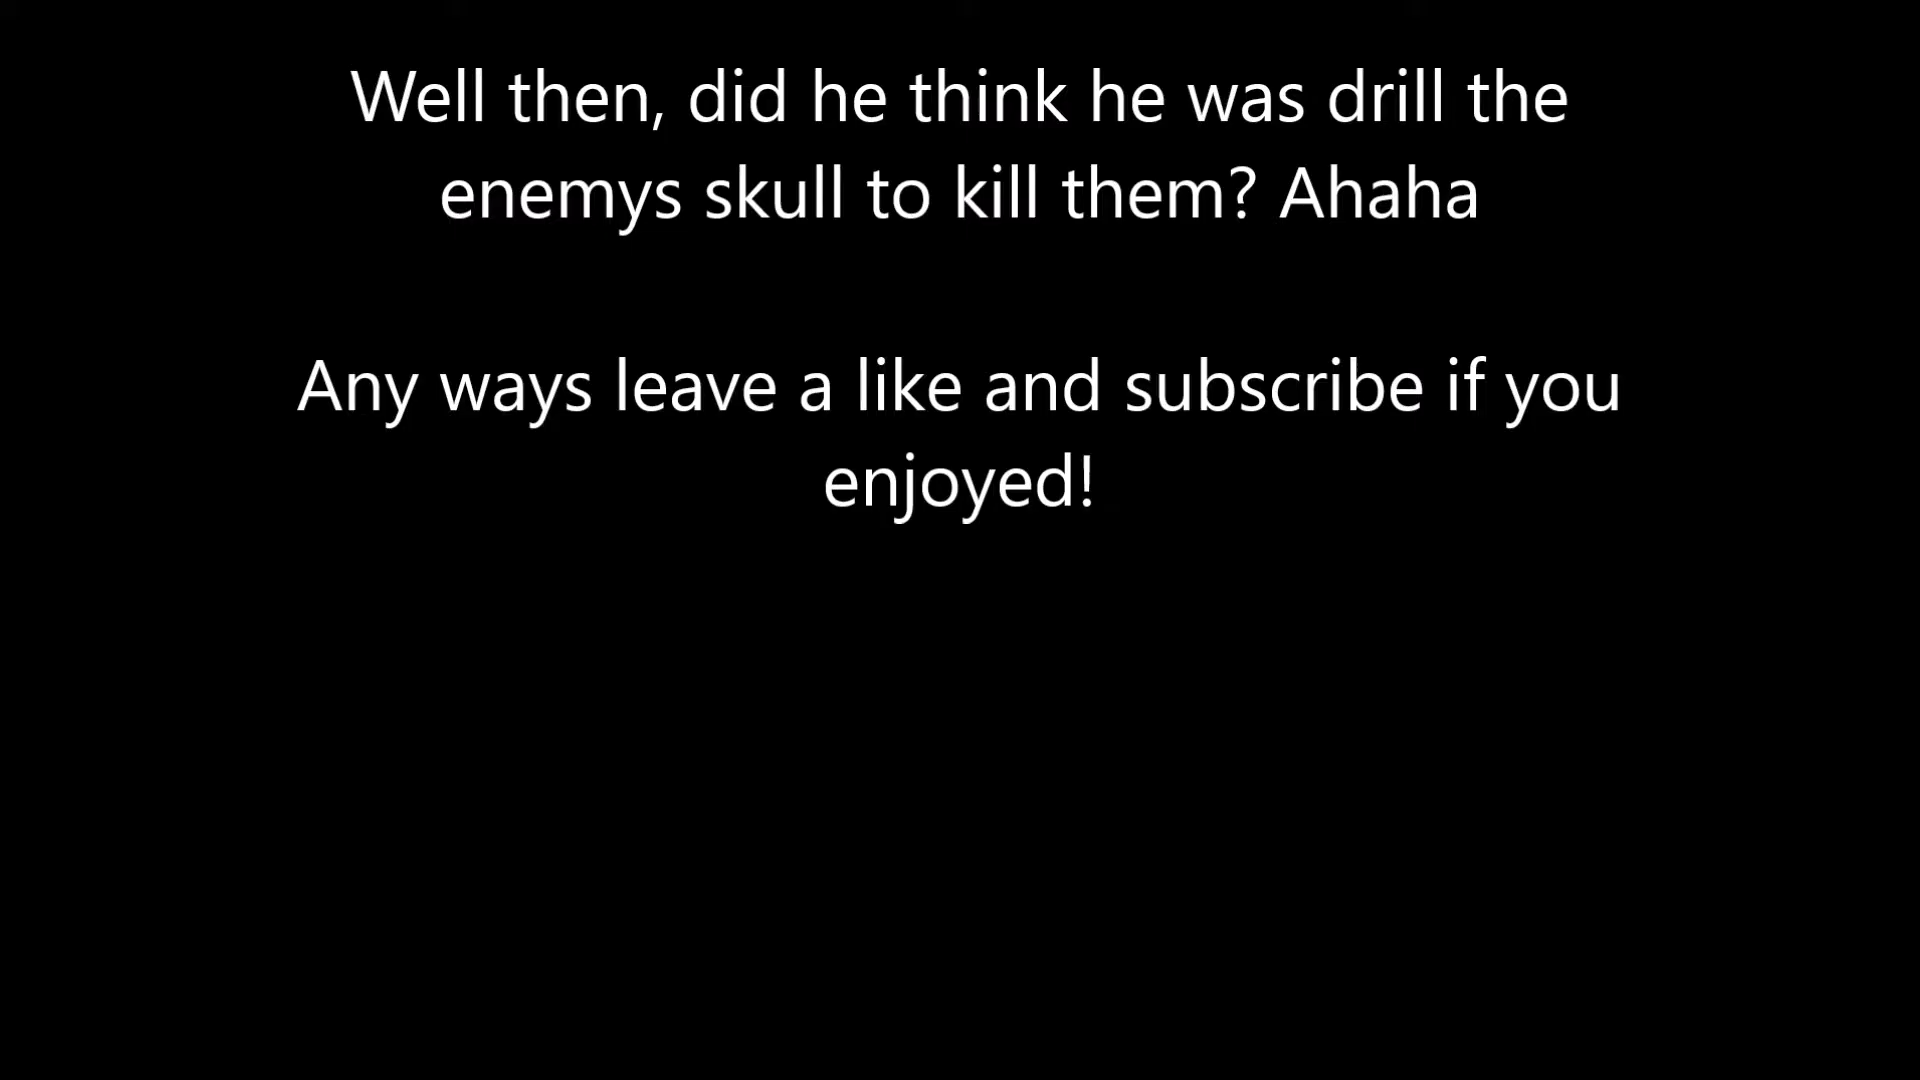 Well then, did he think he was drill the
enemys skull to kill them? Ahaha
Any ways leave a like and subscribe if you
enjoyed!